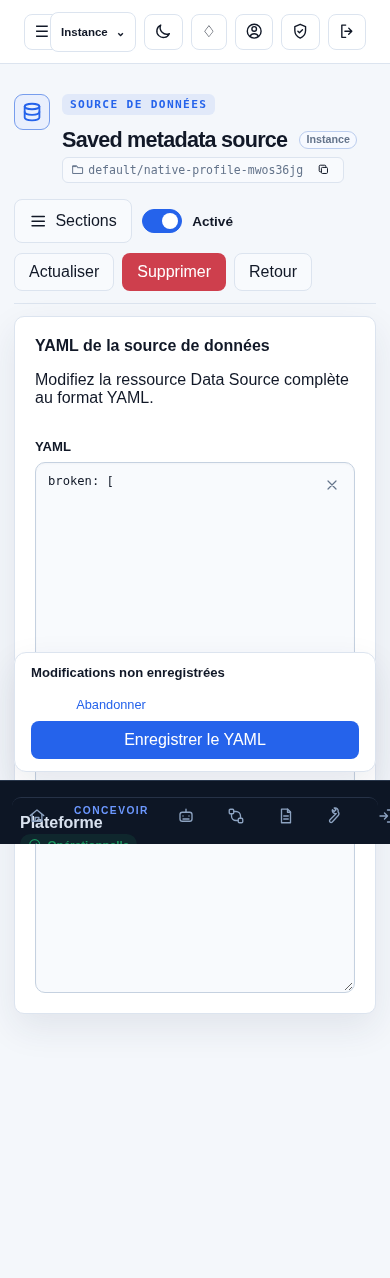 Instance
SOURCE DE DONNÉES
Saved metadata source
Instance
default/native-profile-mwos36jg
Sections
Activé
Actualiser
Supprimer
Retour
YAML de la source de données
Modifiez la ressource Data Source complète
au format YAML.
YAML
broken: [
Modifications non enregistrées
Abandonner
Enregistrer le YAML
CONCEVOIR
Plateforme
Opérationnelle